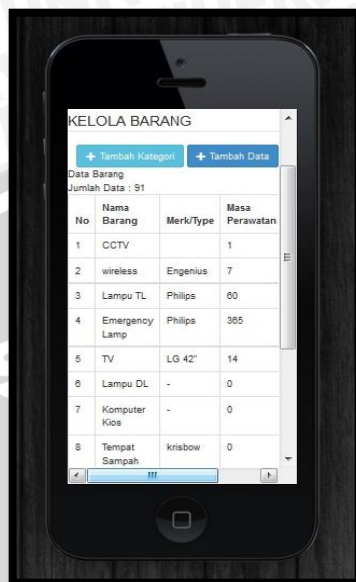 KELOLA BARANG
+ Tambah Kategori + Tambah Data
Data Barang
Jumlah Data : 91
No Nama Barang Merk/Type Masa Perawatan
1 CCTV 1
2 wireless Engenius 7
3 Lampu TL Philips 60
4 Emergency Lamp Philips 365
5 TV LG 42" 14
6 Lampu DL - 0
7 Komputer Kios - 0
8 Tempat Sampah krisbow 0